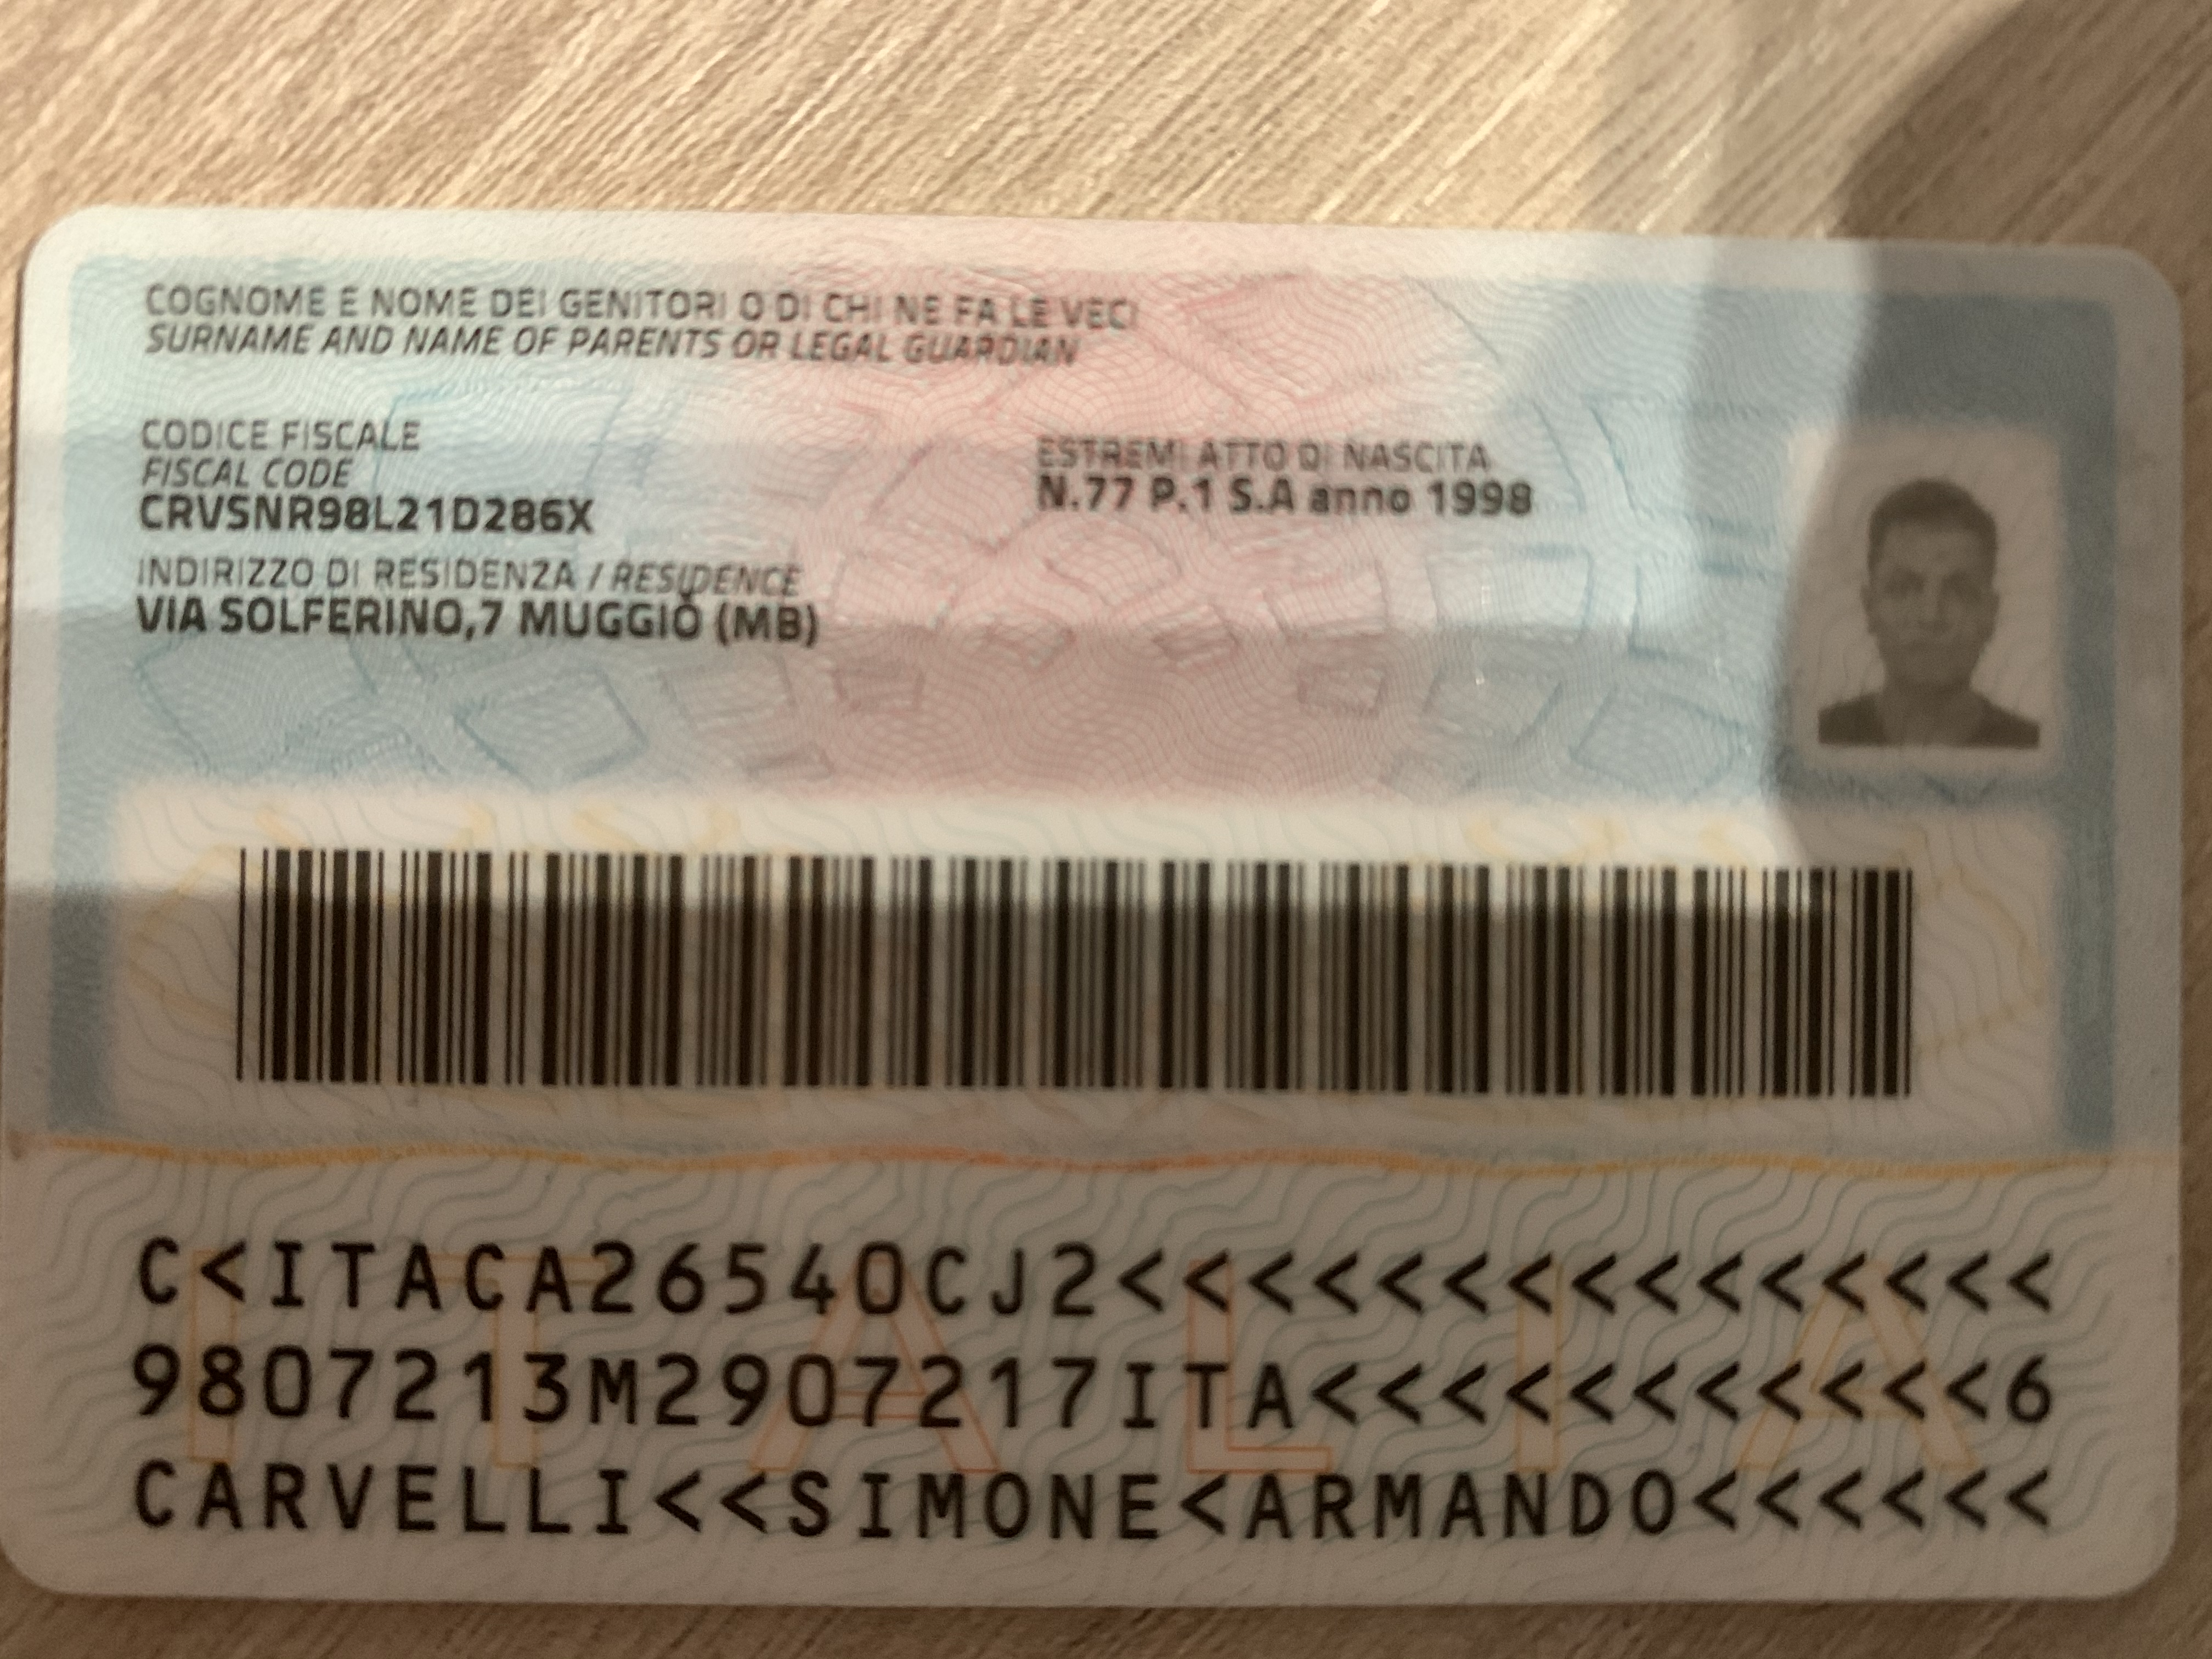 COGNOME E NOME DEI GENITORI O DI CHI NE FA LE VECI
SURNAME AND NAME OF PARENTS OR LEGAL GUARDIAN
CODICE FISCALE
FISCAL CODE
CRVSNR98L21D286X
ESTREMI ATTO DI NASCITA
N.77 P.1 S.A anno 1998
INDIRIZZO DI RESIDENZA / RESIDENCE
VIA SOLFERINO,7 MUGGIÒ (MB)
C<ITACA26540CJ2<<<<<<<<<<<<<<<
9807213M2907217ITA<<<<<<<<<<<6
CARVELLI<<SIMONE<ARMANDO<<<<<<
ITALIA